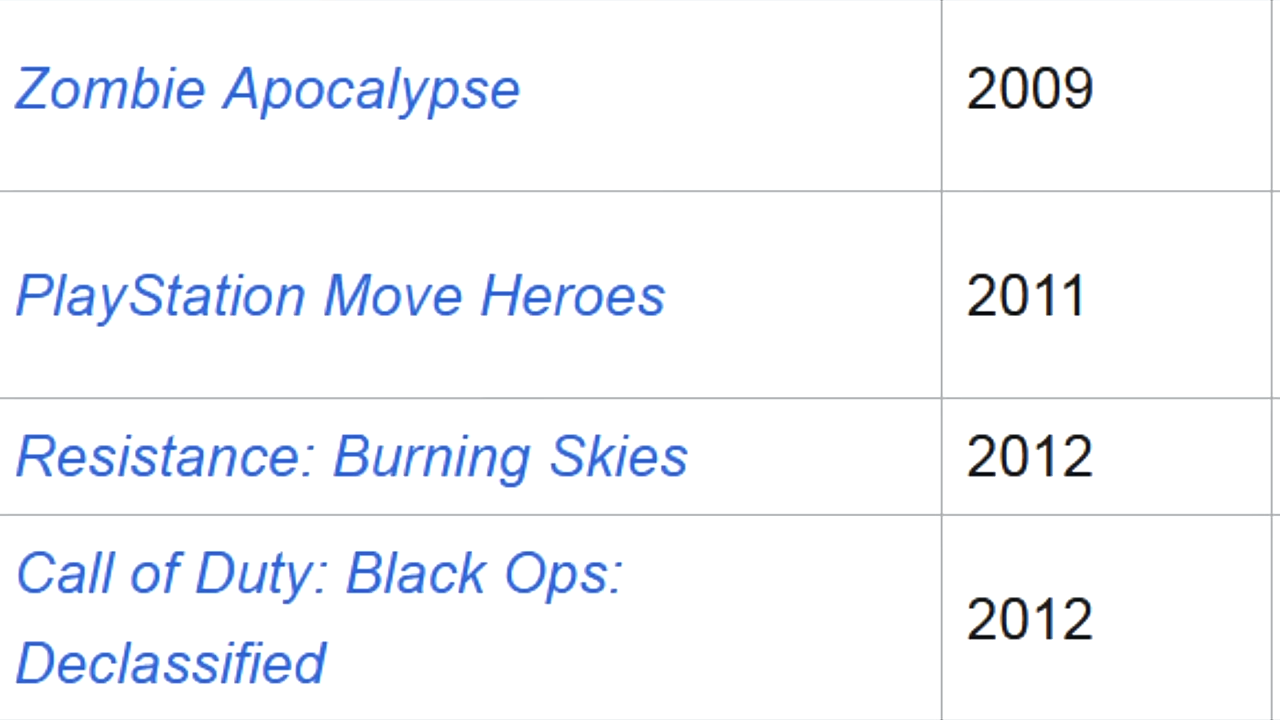 Zombie Apocalypse 2009
PlayStation Move Heroes 2011
Resistance: Burning Skies 2012
Call of Duty: Black Ops:
Declassified 2012